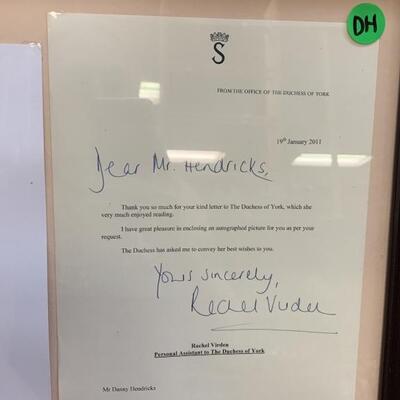 DH
S
FROM THE OFFICE OF THE DUCHESS OF YORK
19th January 2011
Dear Mr. Hendricks,
Thank you so much for your kind letter to The Duchess of York, which she
very much enjoyed reading.
I have great pleasure in enclosing an autographed picture for you as per your
request.
The Duchess has asked me to convey her best wishes to you.
Yours sincerely,
Rachel Virden
Rachel Virden
Personal Assistant to The Duchess of York
Mr Danny Hendricks